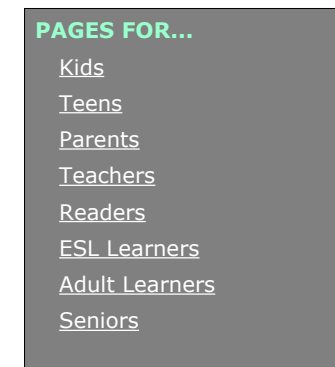 PAGES FOR...
Kids
Teens
Parents
Teachers
Readers
ESL Learners
Adult Learners
Seniors